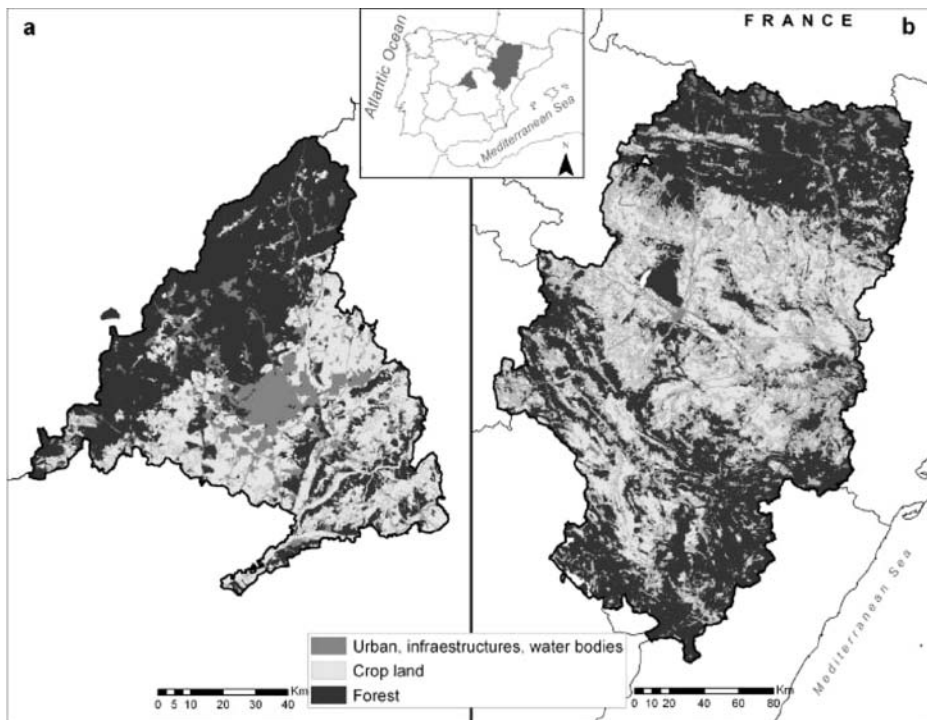 a
Atlantic Ocean
Mediterranean Sea
N
FRANCE
b
Mediterranean Sea
Urban, infraestructures, water bodies
Crop land
Forest
Km
0 5 10 20 30 40
Km
0 10 20 40 60 80